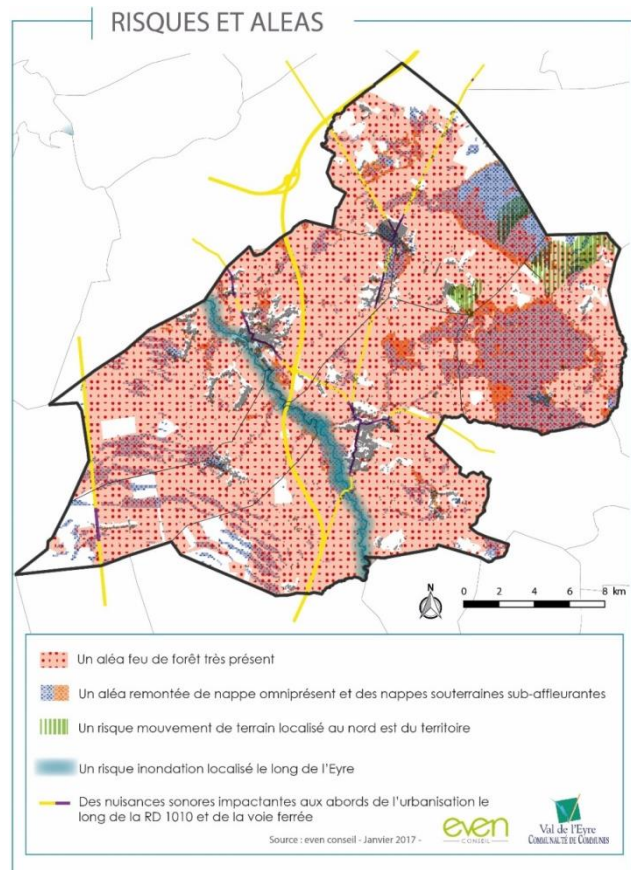 RISQUES ET ALEAS
N
0 2 4 6 8 km
Un aléa feu de forêt très présent
Un aléa remontée de nappe omniprésent et des nappes souterraines sub-affleurantes
Un risque mouvement de terrain localisé au nord est du territoire
Un risque inondation localisé le long de l'Eyre
Des nuisances sonores impactantes aux abords de l'urbanisation le
long de la RD 1010 et de la voie ferrée
Source : even conseil - Janvier 2017 -
even
CONSEIL
Val de l'Eyre
COMMUNAUTÉ DE COMMUNES